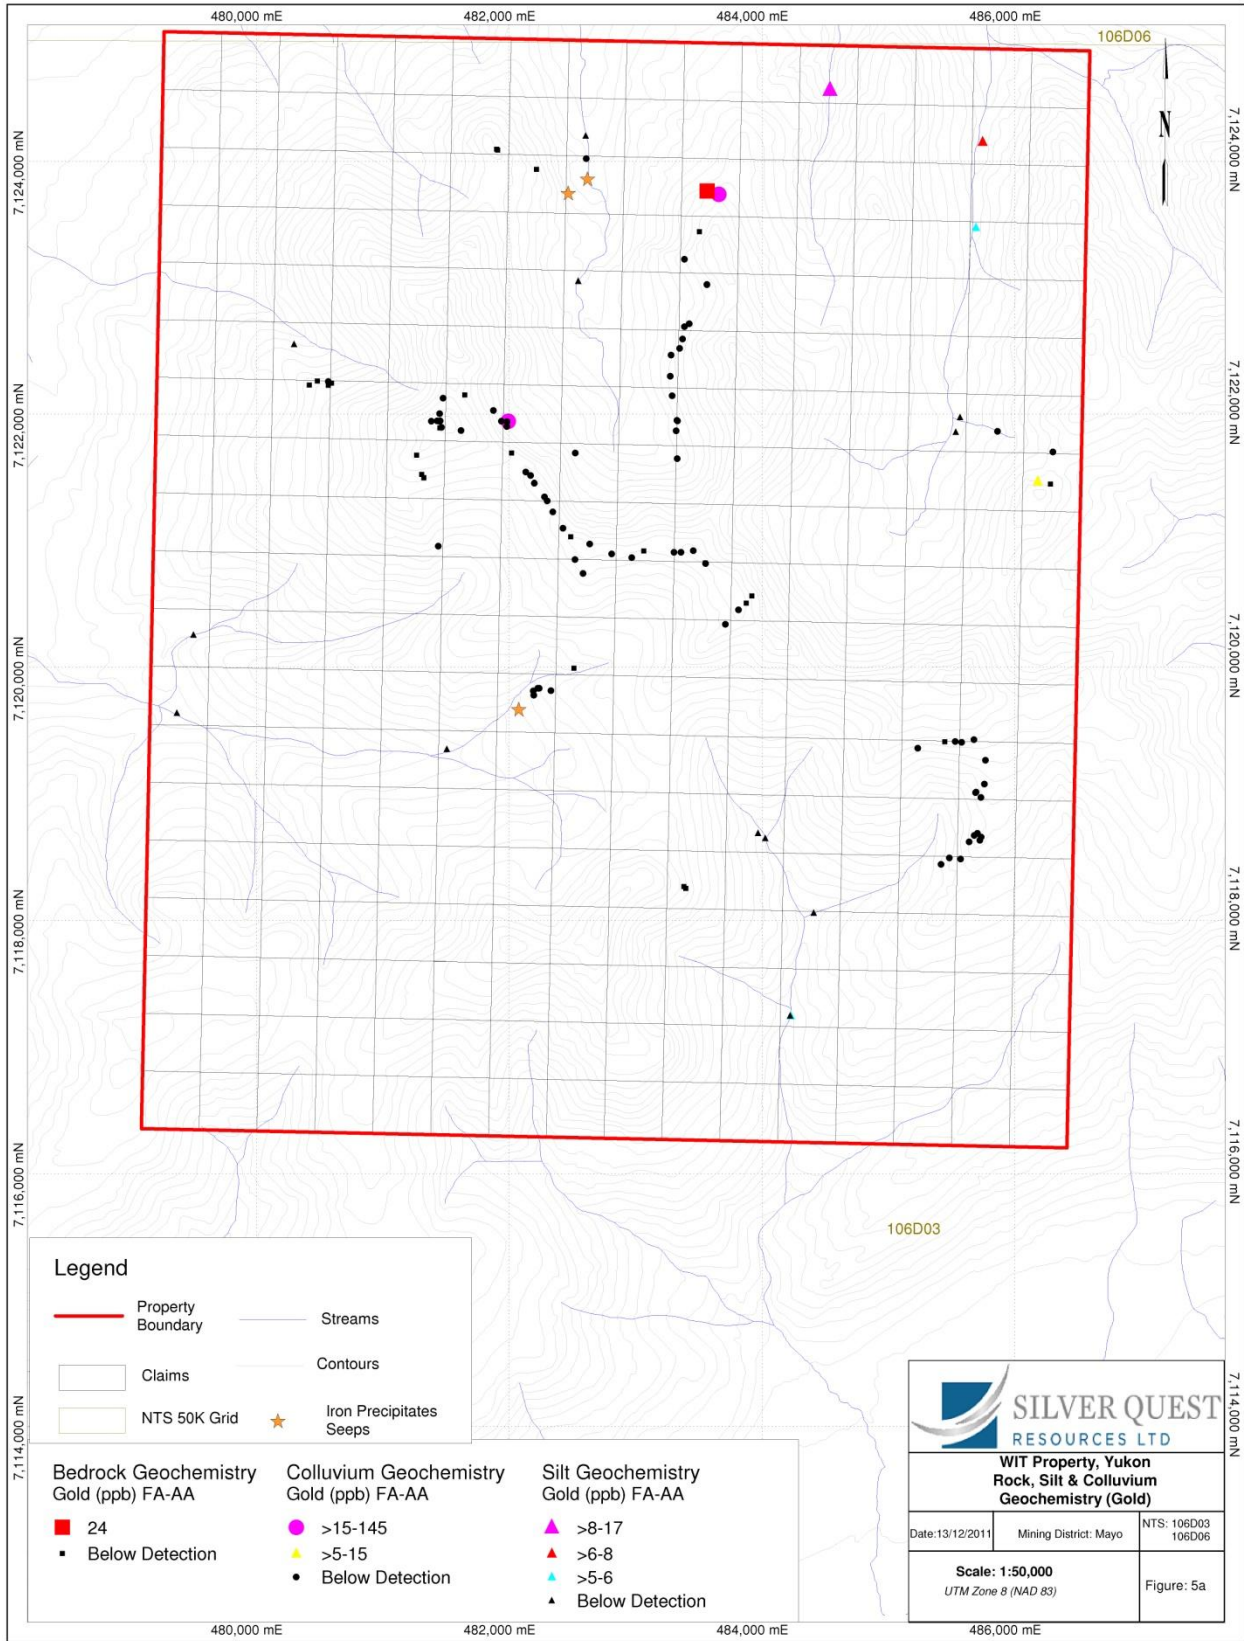 480,000 mE
482,000 mE
484,000 mE
486,000 mE
106D06
N
7,124,000 mN
7,124,000 mN
7,122,000 mN
7,122,000 mN
7,120,000 mN
7,120,000 mN
7,118,000 mN
7,118,000 mN
7,116,000 mN
7,116,000 mN
106D03
7,114,000 mN
7,114,000 mN
Legend
Property
Boundary
Streams
Claims
Contours
NTS 50K Grid
Iron Precipitates
Seeps
Bedrock Geochemistry
Gold (ppb) FA-AA
24
Below Detection
Colluvium Geochemistry
Gold (ppb) FA-AA
>15-145
>5-15
Below Detection
Silt Geochemistry
Gold (ppb) FA-AA
>8-17
>6-8
>5-6
Below Detection
SILVER QUEST
RESOURCES LTD
WIT Property, Yukon
Rock, Silt & Colluvium
Geochemistry (Gold)
Date:13/12/2011
Mining District: Mayo
NTS: 106D03
106D06
Scale: 1:50,000
UTM Zone 8 (NAD 83)
Figure: 5a
480,000 mE
482,000 mE
484,000 mE
486,000 mE